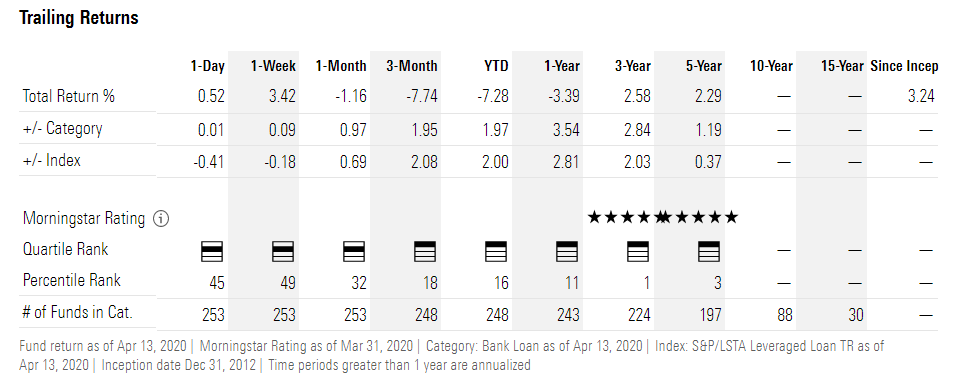 Trailing Returns
1-Day 1-Week 1-Month 3-Month YTD 1-Year 3-Year 5-Year 10-Year 15-Year Since Incep
Total Return % 0.52 3.42 -1.16 -7.74 -7.28 -3.39 2.58 2.29 — — 3.24
+/- Category 0.01 0.09 0.97 1.95 1.97 3.54 2.84 1.19 — — —
+/- Index -0.41 -0.18 0.69 2.08 2.00 2.81 2.03 0.37 — — —
Morningstar Rating ★★★★★ ★★★★★
Quartile Rank — — —
Percentile Rank 45 49 32 18 16 11 1 3 — — —
# of Funds in Cat. 253 253 253 248 248 243 224 197 88 30 —
Fund return as of Apr 13, 2020 | Morningstar Rating as of Mar 31, 2020 | Category: Bank Loan as of Apr 13, 2020 | Index: S&P/LSTA Leveraged Loan TR as of
Apr 13, 2020 | Inception date Dec 31, 2012 | Time periods greater than 1 year are annualized